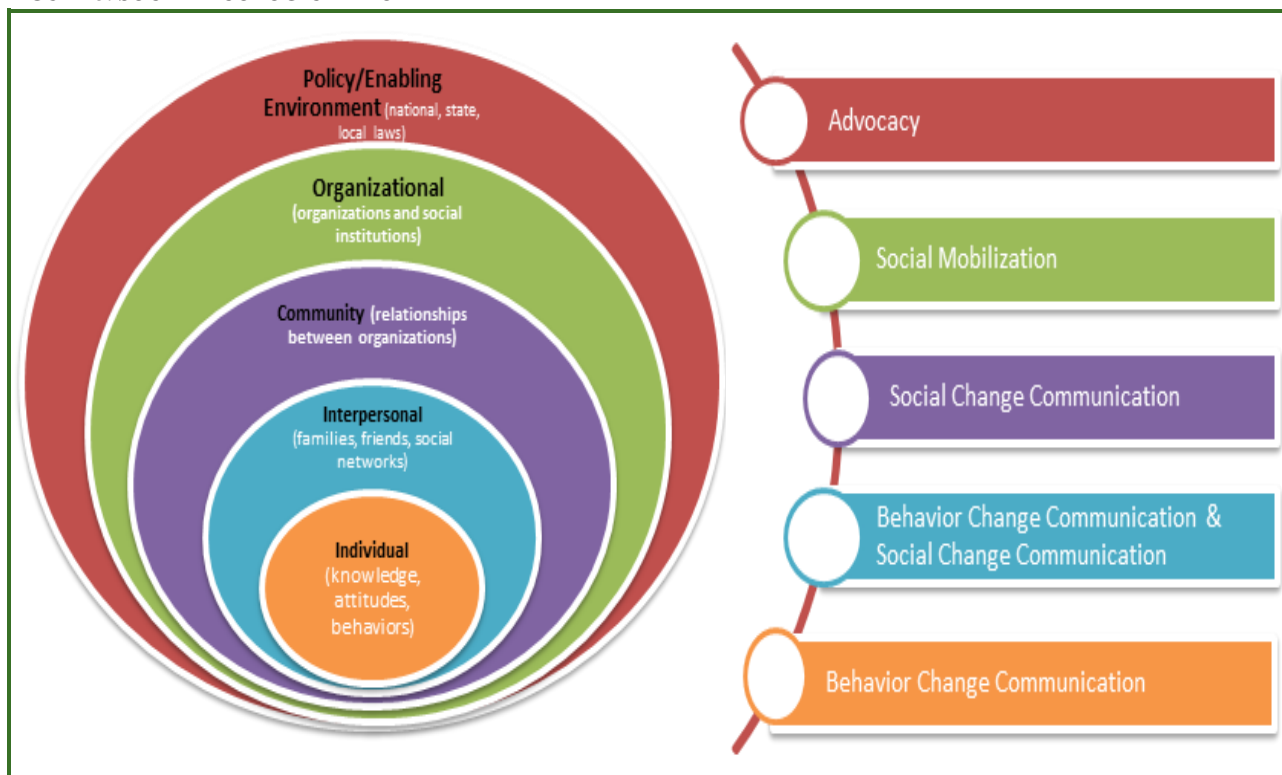 Policy/Enabling
Environment (national, state,
local laws)
Organizational
(organizations and social
institutions)
Community (relationships
between organizations)
Interpersonal
(families, friends, social
networks)
Individual
(knowledge,
attitudes,
behaviors)
Advocacy
Social Mobilization
Social Change Communication
Behavior Change Communication &
Social Change Communication
Behavior Change Communication